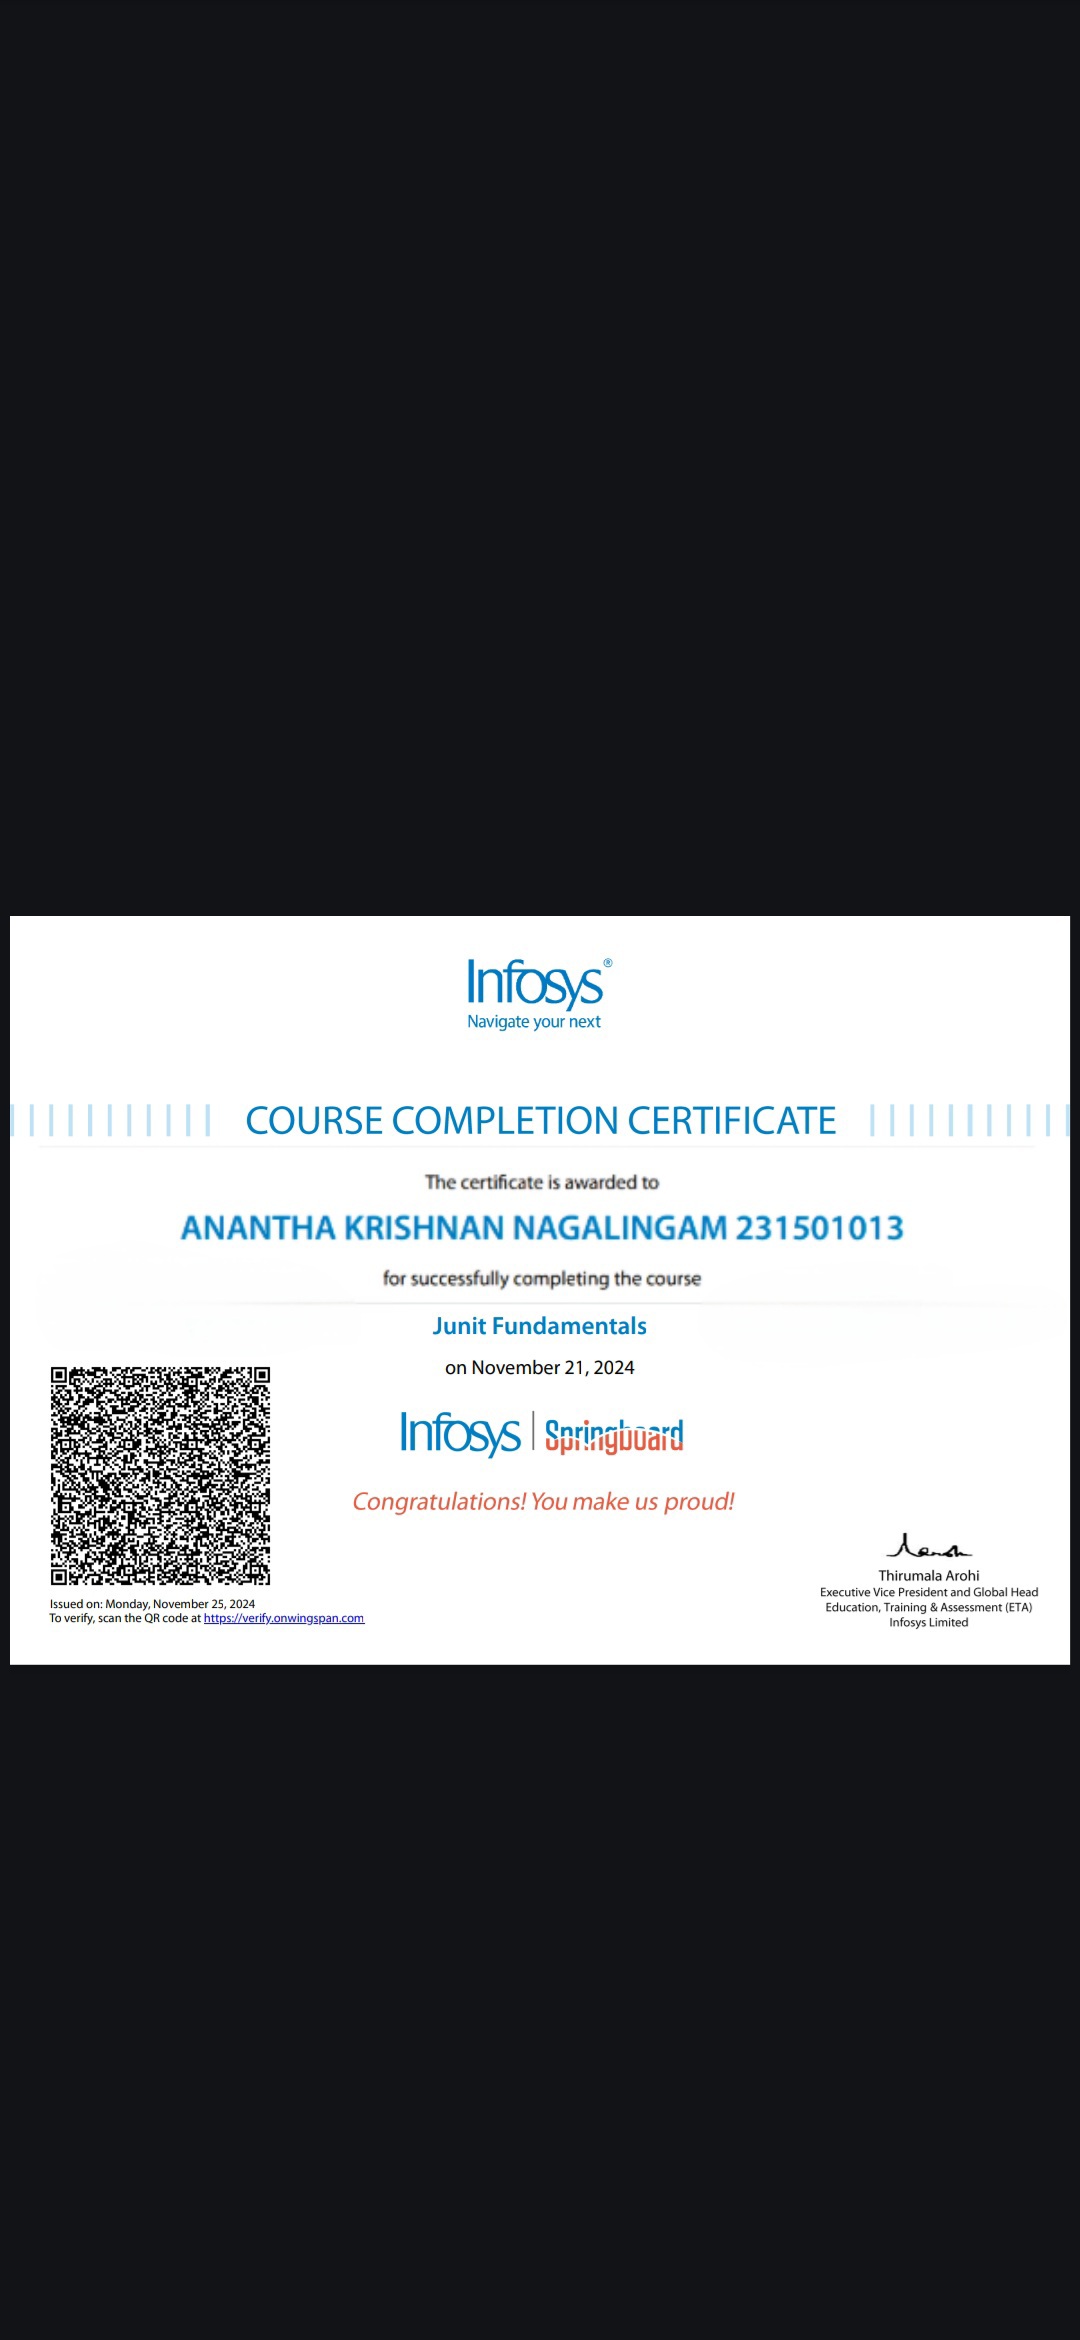 Infosys®
Navigate your next
COURSE COMPLETION CERTIFICATE
The certificate is awarded to
ANANTHA KRISHNAN NAGALINGAM 231501013
for successfully completing the course
Junit Fundamentals
on November 21, 2024
Infosys | Springboard
Congratulations! You make us proud!
Issued on: Monday, November 25, 2024
To verify, scan the QR code at https://verify.onwingspan.com
Thirumala Arohi
Executive Vice President and Global Head
Education, Training & Assessment (ETA)
Infosys Limited